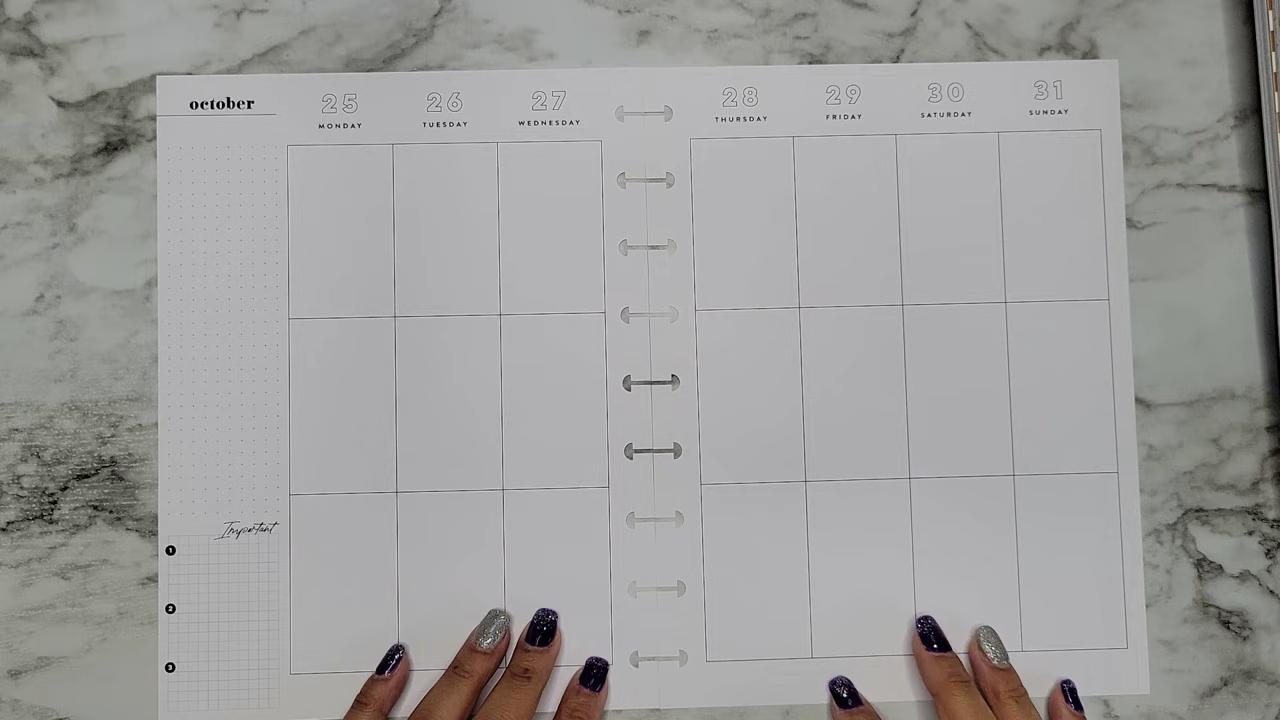 october
25 26 27 28 29 30 31
MONDAY TUESDAY WEDNESDAY THURSDAY FRIDAY SATURDAY SUNDAY
Important
1
2
3